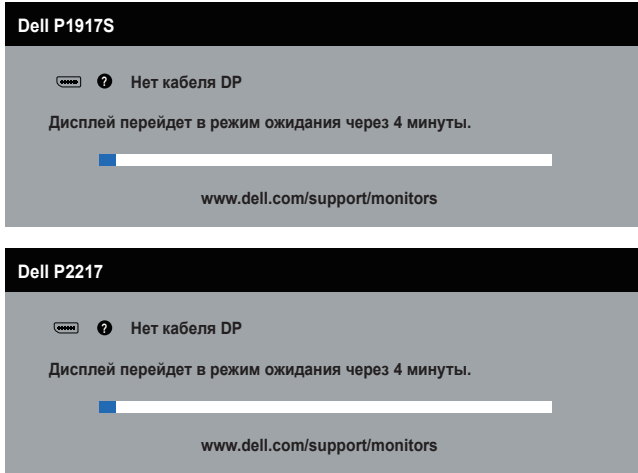 Dell P1917S
Нет кабеля DP
Дисплей перейдет в режим ожидания через 4 минуты.
www.dell.com/support/monitors
Dell P2217
Нет кабеля DP
Дисплей перейдет в режим ожидания через 4 минуты.
www.dell.com/support/monitors